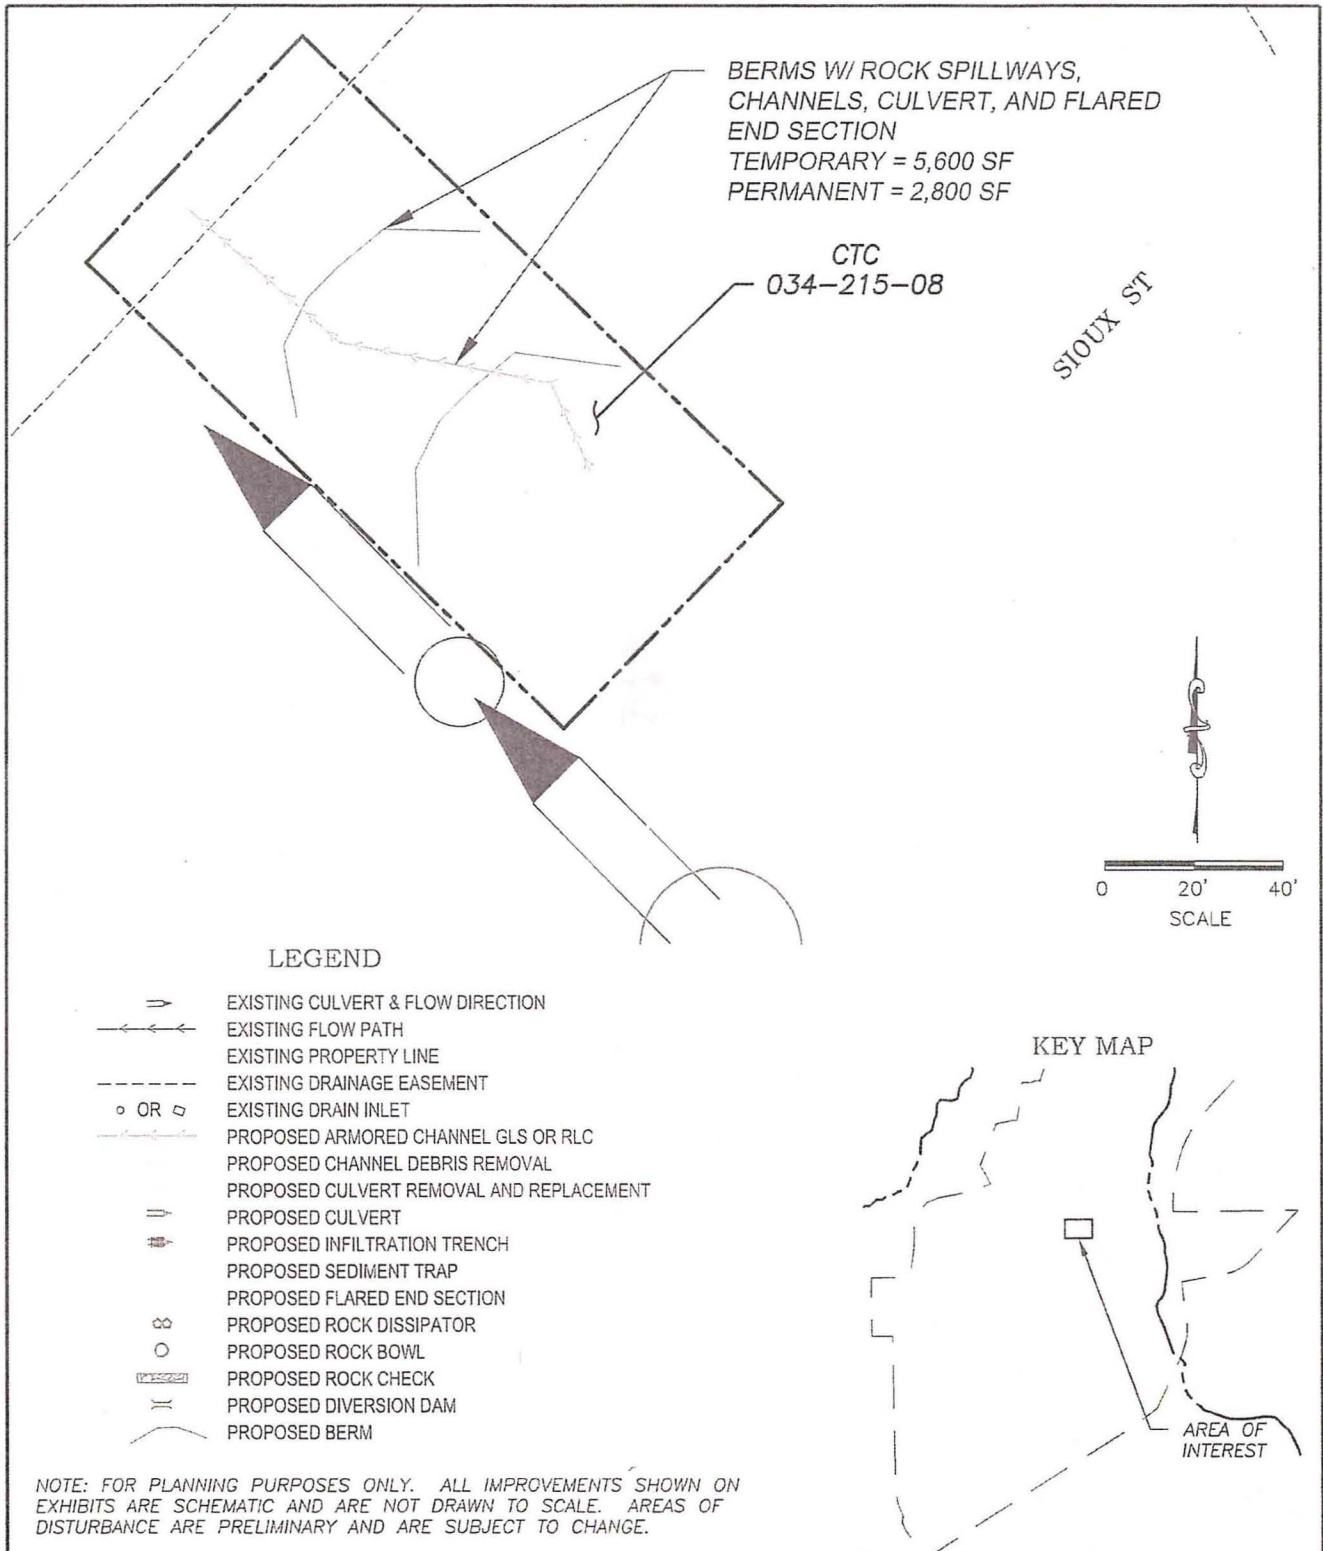 BERMS W/ ROCK SPILLWAYS,
CHANNELS, CULVERT, AND FLARED
END SECTION
TEMPORARY = 5,600 SF
PERMANENT = 2,800 SF
CTC
034-215-08
SIOUX ST
0 20' 40'
SCALE
LEGEND
EXISTING CULVERT & FLOW DIRECTION
EXISTING FLOW PATH
EXISTING PROPERTY LINE
EXISTING DRAINAGE EASEMENT
OR EXISTING DRAIN INLET
PROPOSED ARMORED CHANNEL GLS OR RLC
PROPOSED CHANNEL DEBRIS REMOVAL
PROPOSED CULVERT REMOVAL AND REPLACEMENT
PROPOSED CULVERT
PROPOSED INFILTRATION TRENCH
PROPOSED SEDIMENT TRAP
PROPOSED FLARED END SECTION
PROPOSED ROCK DISSIPATOR
PROPOSED ROCK BOWL
PROPOSED ROCK CHECK
PROPOSED DIVERSION DAM
PROPOSED BERM
KEY MAP
AREA OF
INTEREST
NOTE: FOR PLANNING PURPOSES ONLY. ALL IMPROVEMENTS SHOWN ON
EXHIBITS ARE SCHEMATIC AND ARE NOT DRAWN TO SCALE. AREAS OF
DISTURBANCE ARE PRELIMINARY AND ARE SUBJECT TO CHANGE.